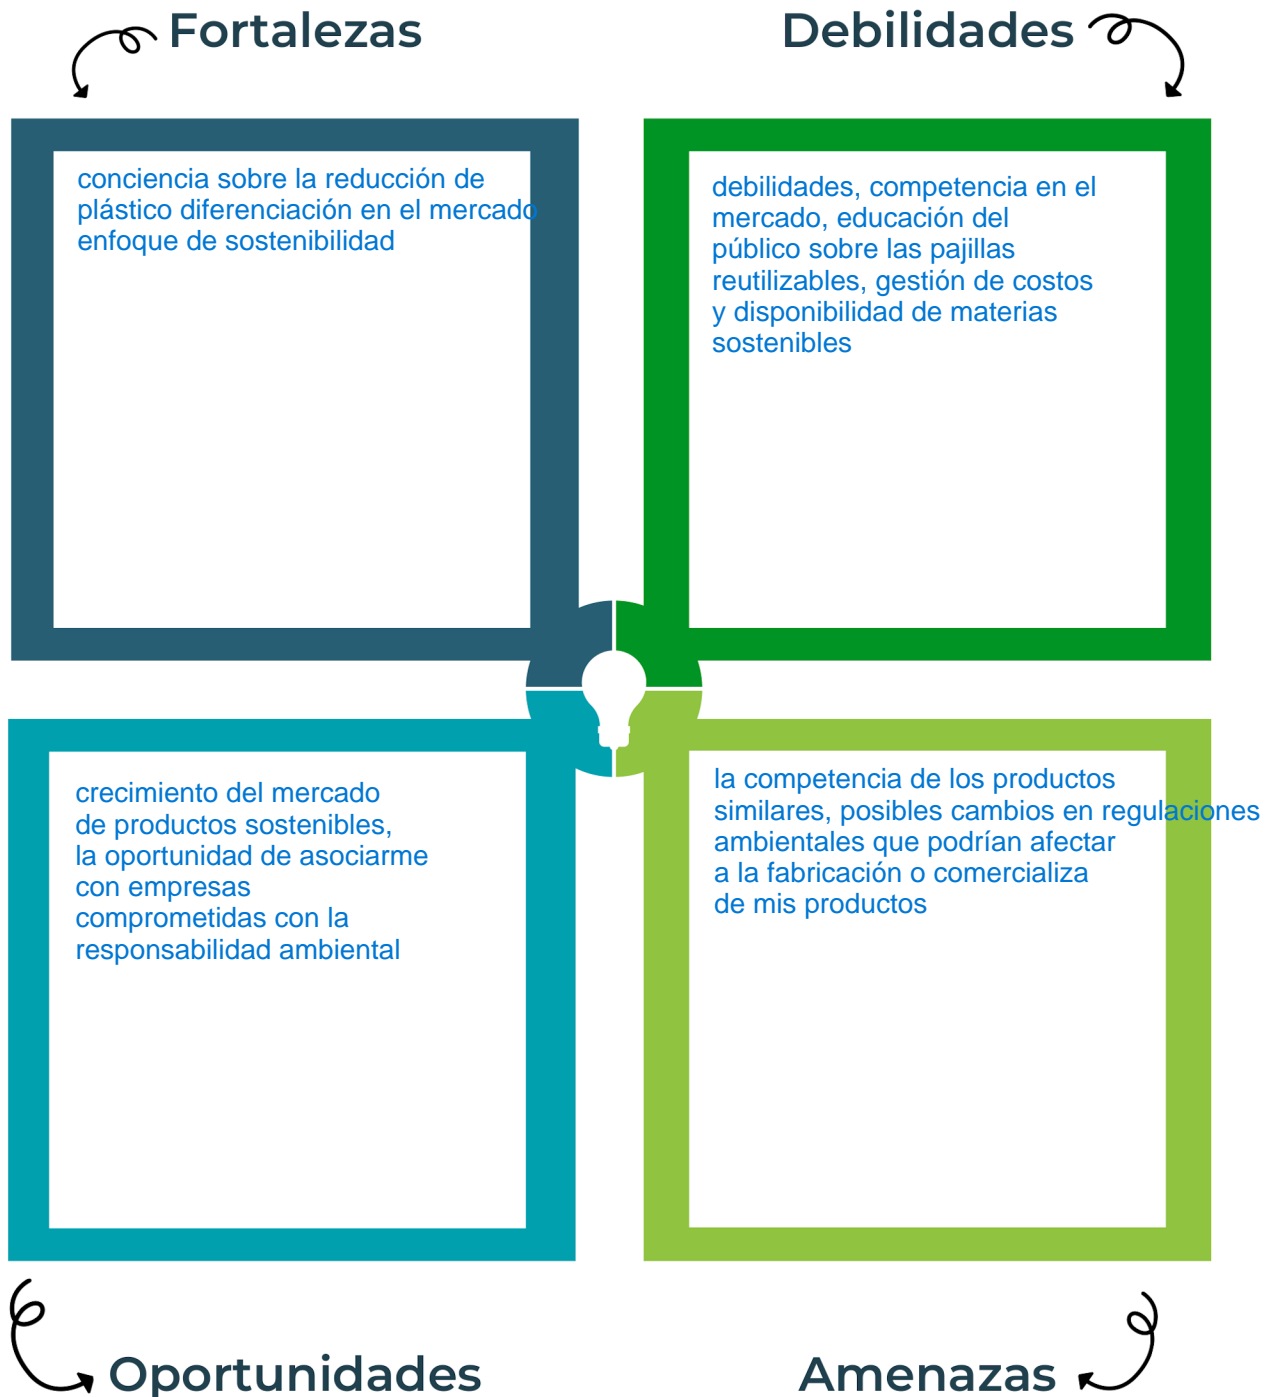 Fortalezas
conciencia sobre la reducción de
plástico diferenciación en el mercado
enfoque de sostenibilidad
Debilidades
debilidades, competencia en el
mercado, educación del
público sobre las pajillas
reutilizables, gestión de costos
y disponibilidad de materias
sostenibles
crecimiento del mercado
de productos sostenibles,
la oportunidad de asociarme
con empresas
comprometidas con la
responsabilidad ambiental
Oportunidades
la competencia de los productos
similares, posibles cambios en regulaciones
ambientales que podrían afectar
a la fabricación o comercializa
de mis productos
Amenazas